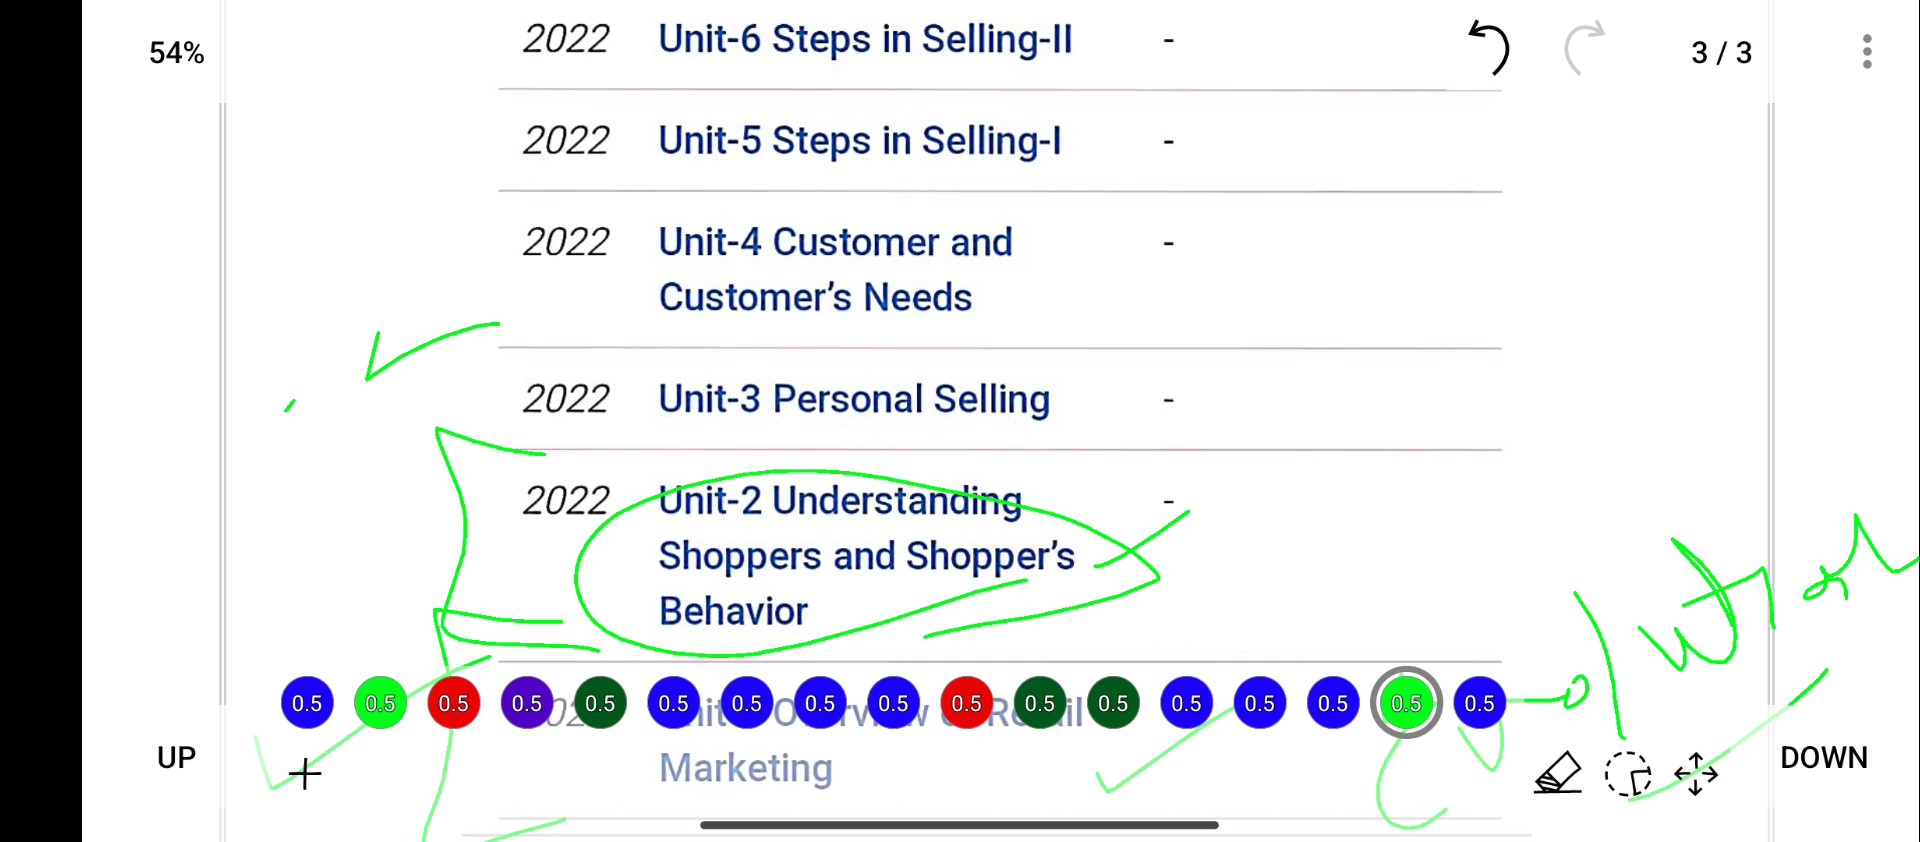 54%
2022 Unit-6 Steps in Selling-II -
3 / 3
2022 Unit-5 Steps in Selling-I -
2022 Unit-4 Customer and -
Customer’s Needs
2022 Unit-3 Personal Selling -
2022 Unit-2 Understanding -
Shoppers and Shopper’s
Behavior
0.5 0.5 0.5 0.5 0.5 0.5 0.5 0.5 0.5 0.5 0.5 0.5 0.5 0.5 0.5 0.5 0.5
UP
Marketing
DOWN